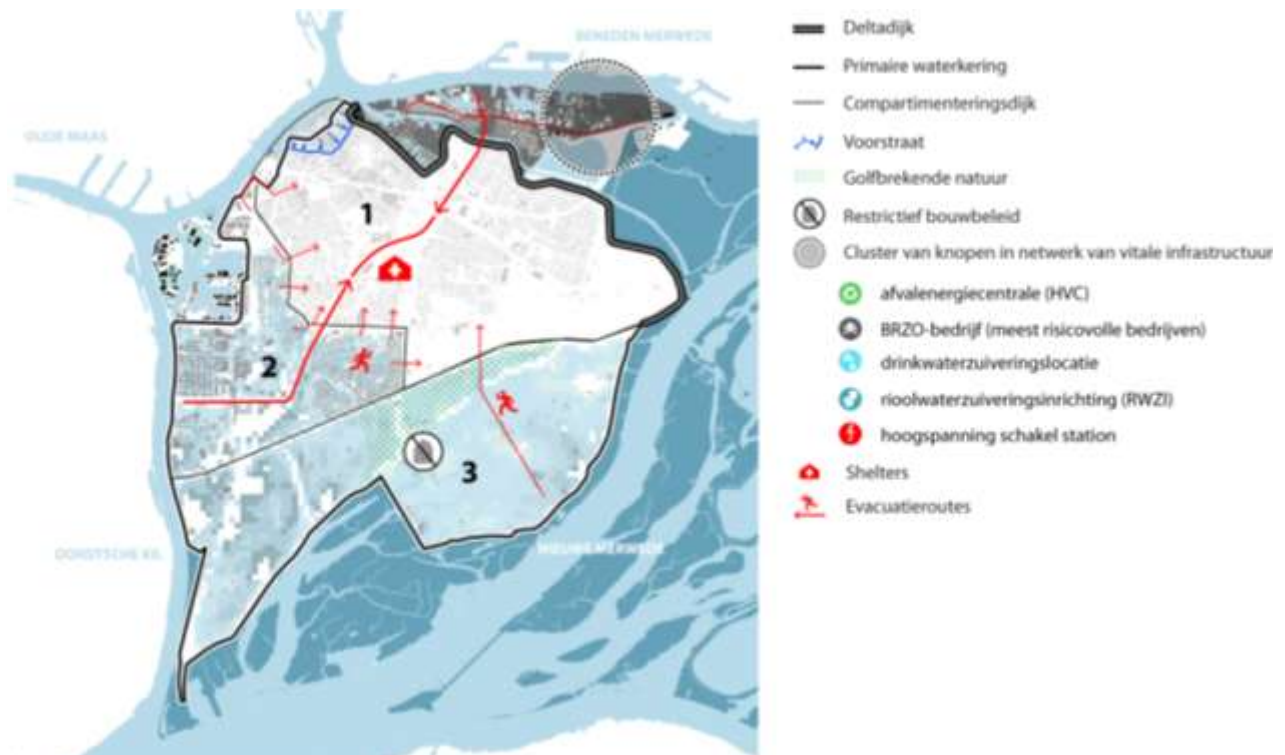 BENEDEN MERWEDE
OUDE MAAS
1
2
3
DORDTSCHE KIL
NIEUWE MERWEDE
Deltadijk
Primaire waterkering
Compartimenteringsdijk
Voorstraat
Golfbrekende natuur
Restrictief bouwbeleid
Cluster van knopen in netwerk van vitale infrastructuur
afvalenergiecentrale (HVC)
BRZO-bedrijf (meest risicovolle bedrijven)
drinkwaterzuiveringslocatie
rioolwaterzuiveringsinrichting (RWZI)
hoogspanning schakel station
Shelters
Evacuatieroutes